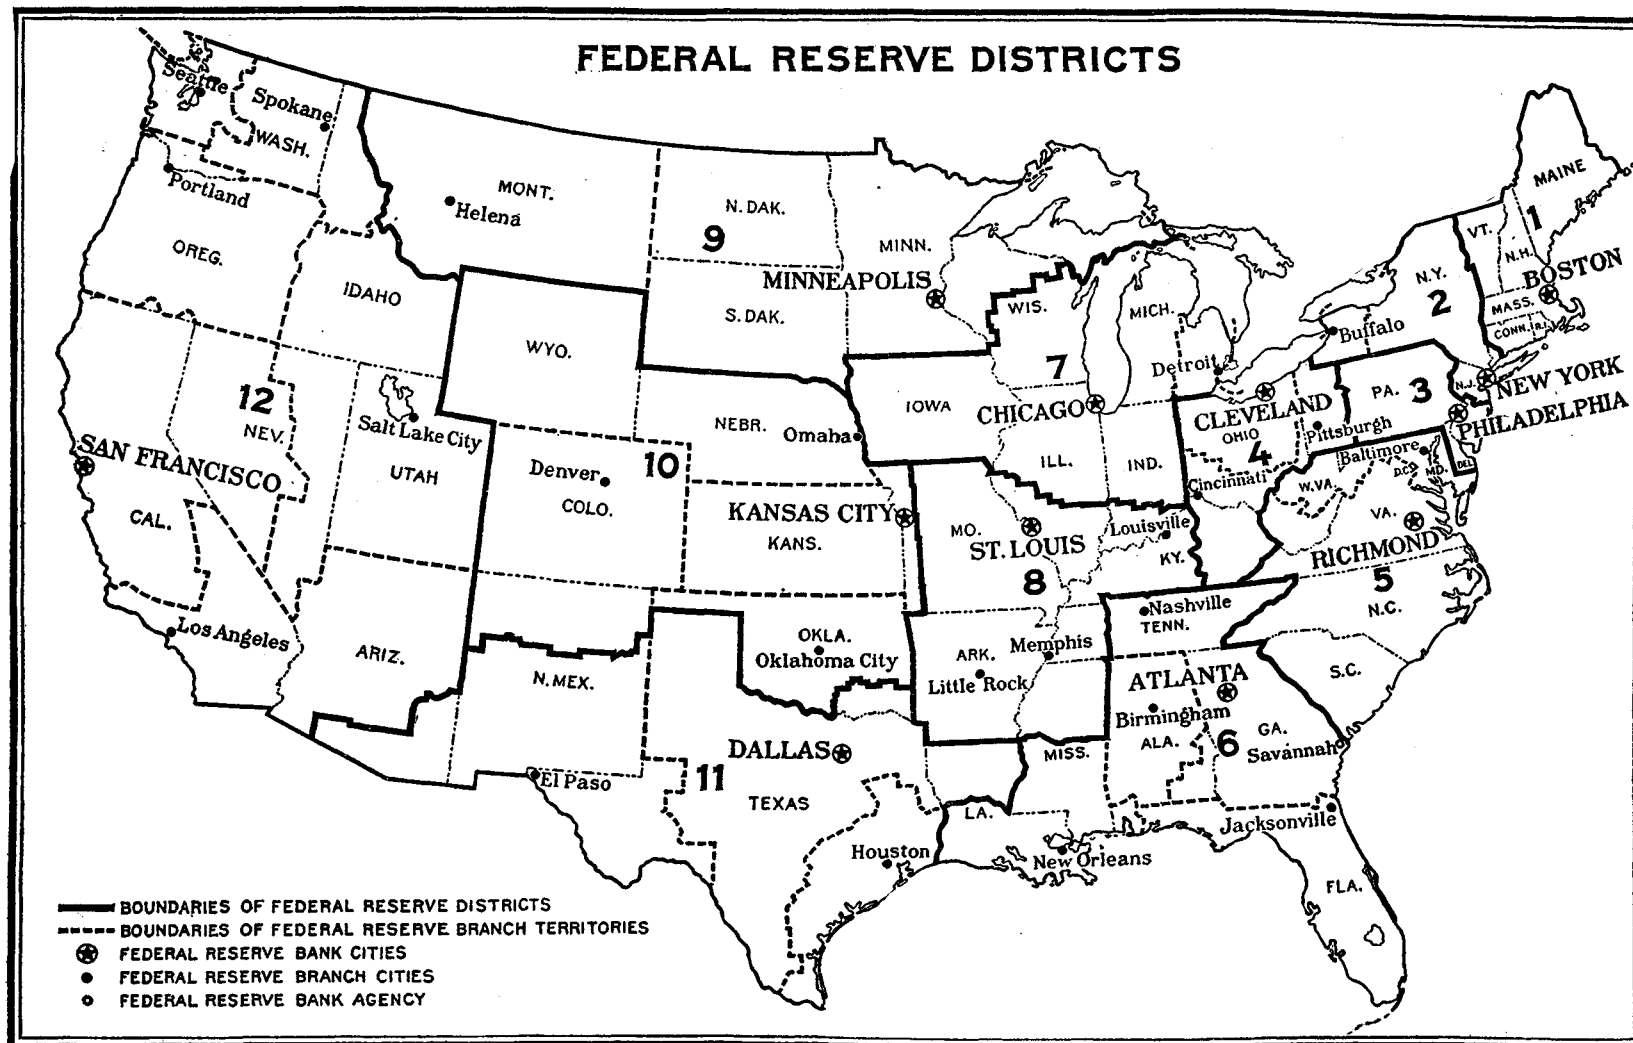 FEDERAL RESERVE DISTRICTS
Seattle
Spokane
WASH.
Portland
OREG.
MONT.
Helena
IDAHO
WYO.
N. DAK.
9
S. DAK.
MINN.
MINNEAPOLIS
WIS.
MICH.
7
Detroit
CHICAGO
IOWA
ILL.
IND.
MAINE
1
VT.
N.H.
BOSTON
MASS.
CONN.
R.I.
N.Y.
2
Buffalo
NEW YORK
N.J.
PA.
3
PHILADELPHIA
CLEVELAND
OHIO
4
Pittsburgh
Cincinnati
Baltimore
D.C.
MD.
DEL.
W.VA.
VA.
RICHMOND
5
N.C.
S.C.
12
NEV.
SAN FRANCISCO
CAL.
Los Angeles
Salt Lake City
UTAH
ARIZ.
NEBR.
Omaha
10
Denver
COLO.
KANSAS CITY
KANS.
MO.
ST. LOUIS
8
Louisville
KY.
OKLA.
Oklahoma City
ARK.
Little Rock
Memphis
Nashville
TENN.
ATLANTA
Birmingham
ALA.
6
GA.
Savannah
Jacksonville
FLA.
MISS.
LA.
New Orleans
N. MEX.
El Paso
DALLAS
11
TEXAS
Houston
BOUNDARIES OF FEDERAL RESERVE DISTRICTS
BOUNDARIES OF FEDERAL RESERVE BRANCH TERRITORIES
FEDERAL RESERVE BANK CITIES
FEDERAL RESERVE BRANCH CITIES
FEDERAL RESERVE BANK AGENCY